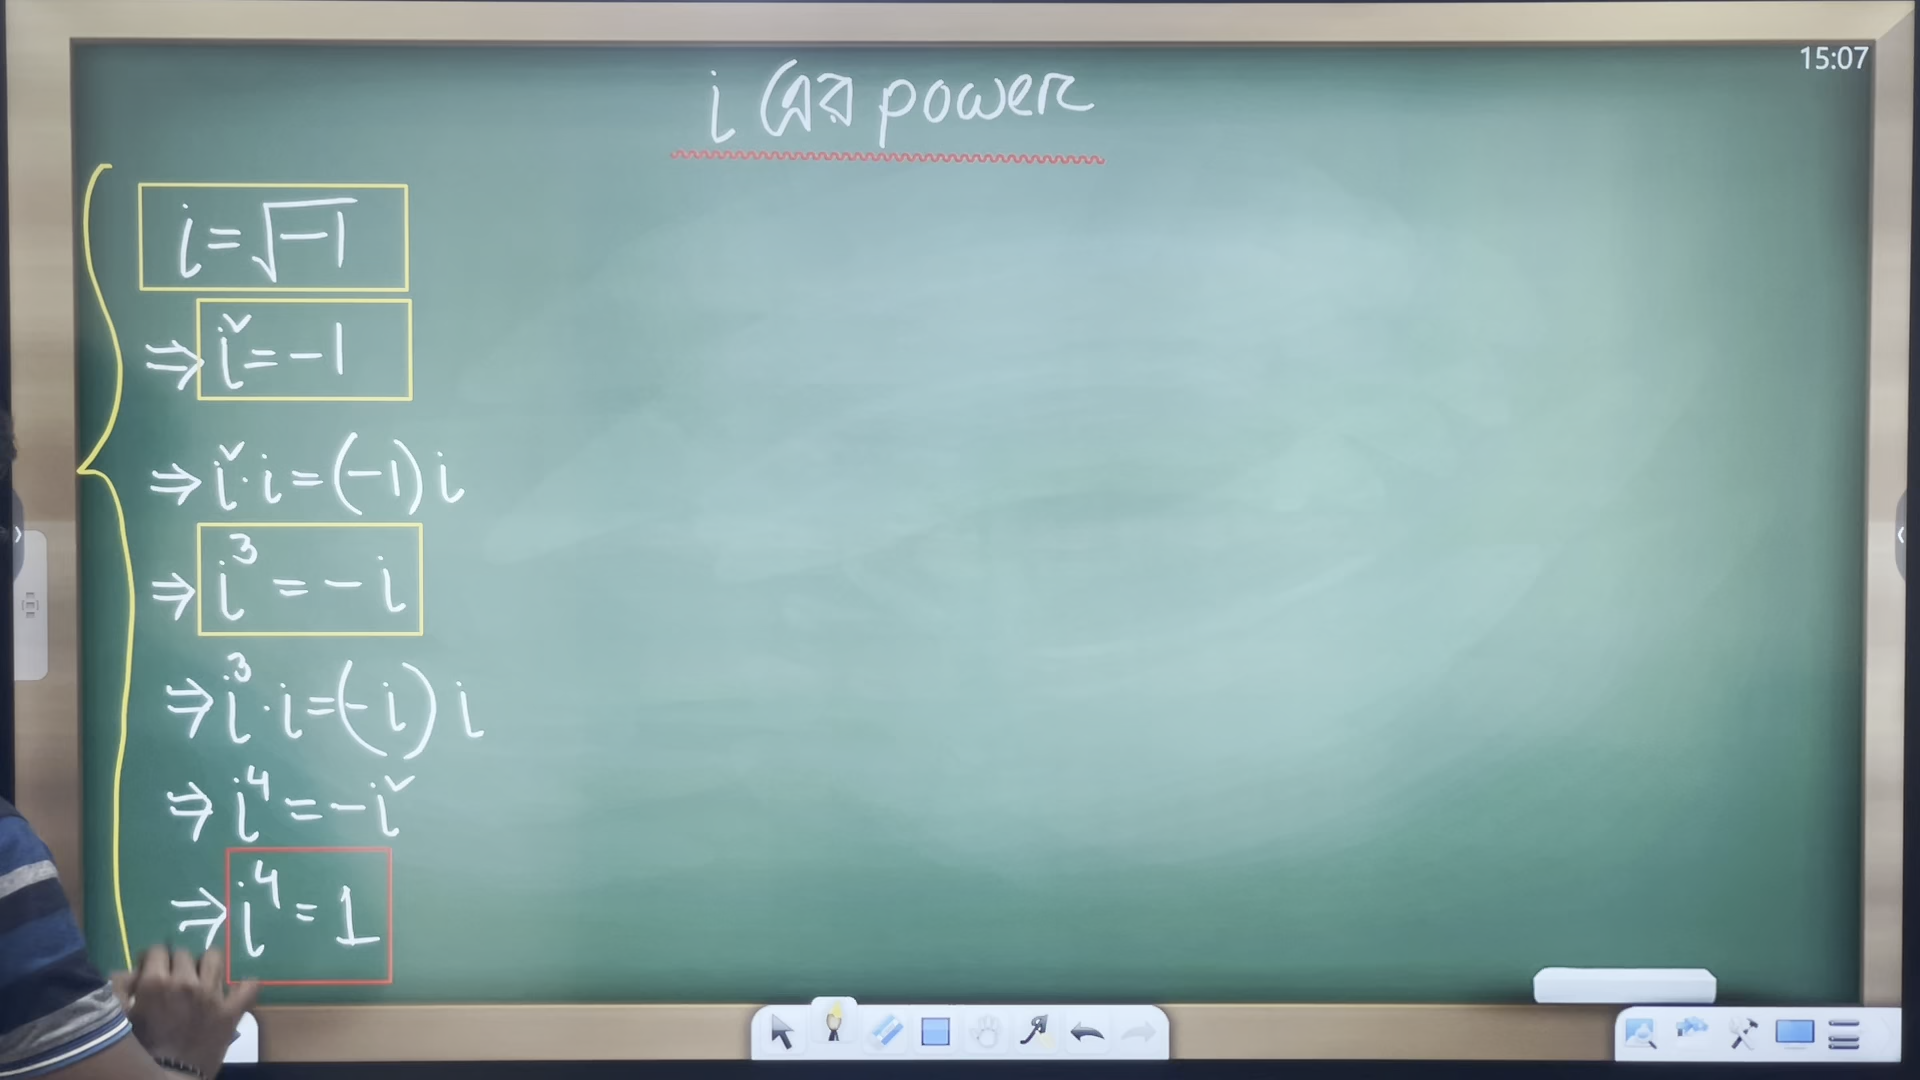 15:07
i এর power
i = √-1
⇒ i² = -1
⇒ i²·i = (-1) i
⇒ i³ = -i
⇒ i³·i = (-i) i
⇒ i⁴ = -i²
⇒ i⁴ = 1